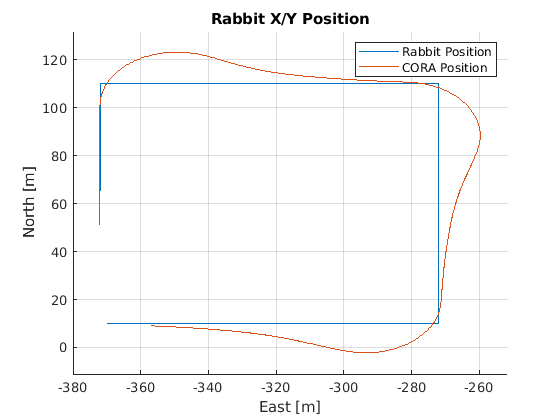 Rabbit X/Y Position
Rabbit Position
CORA Position
120
100
80
60
40
20
0
North [m]
-380
-360
-340
-320
-300
-280
-260
East [m]